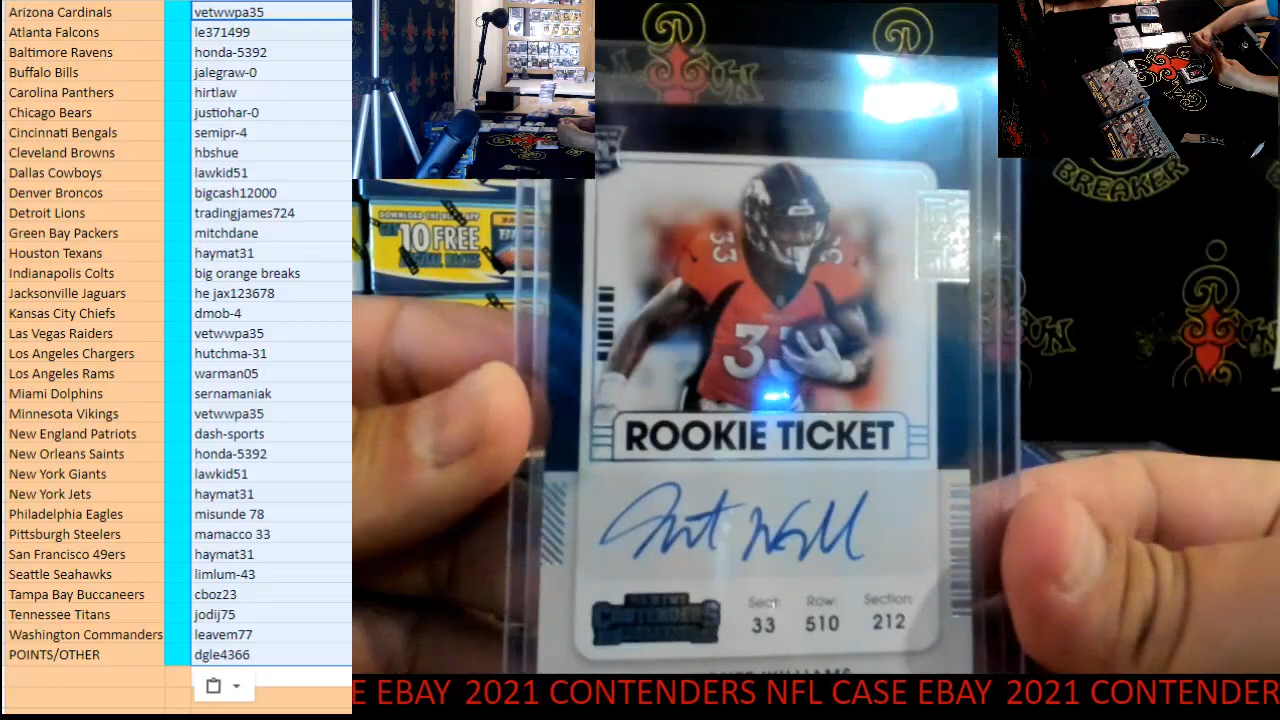 Arizona Cardinals vetwwpa35
Atlanta Falcons le371499
Baltimore Ravens honda-5392
Buffalo Bills jalegraw-0
Carolina Panthers hirtlaw
Chicago Bears justiohar-0
Cincinnati Bengals semipr-4
Cleveland Browns hbshue
Dallas Cowboys lawkid51
Denver Broncos bigcash12000
Detroit Lions tradingjames724
Green Bay Packers mitchdane
Houston Texans haymat31
Indianapolis Colts big orange breaks
Jacksonville Jaguars he jax123678
Kansas City Chiefs dmob-4
Las Vegas Raiders vetwwpa35
Los Angeles Chargers hutchma-31
Los Angeles Rams warman05
Miami Dolphins sernamaniak
Minnesota Vikings vetwwpa35
New England Patriots dash-sports
New Orleans Saints honda-5392
New York Giants lawkid51
New York Jets haymat31
Philadelphia Eagles misunde 78
Pittsburgh Steelers mamacco 33
San Francisco 49ers haymat31
Seattle Seahawks limlum-43
Tampa Bay Buccaneers cboz23
Tennessee Titans jodij75
Washington Commanders leavem77
POINTS/OTHER dgle4366
DOWNLOAD THE
10 FREE
BREAKER
33
33
ROOKIE TICKET
Seat: Row: Section:
33 510 212
WILLIAMS
E EBAY 2021 CONTENDERS NFL CASE EBAY 2021 CONTENDER